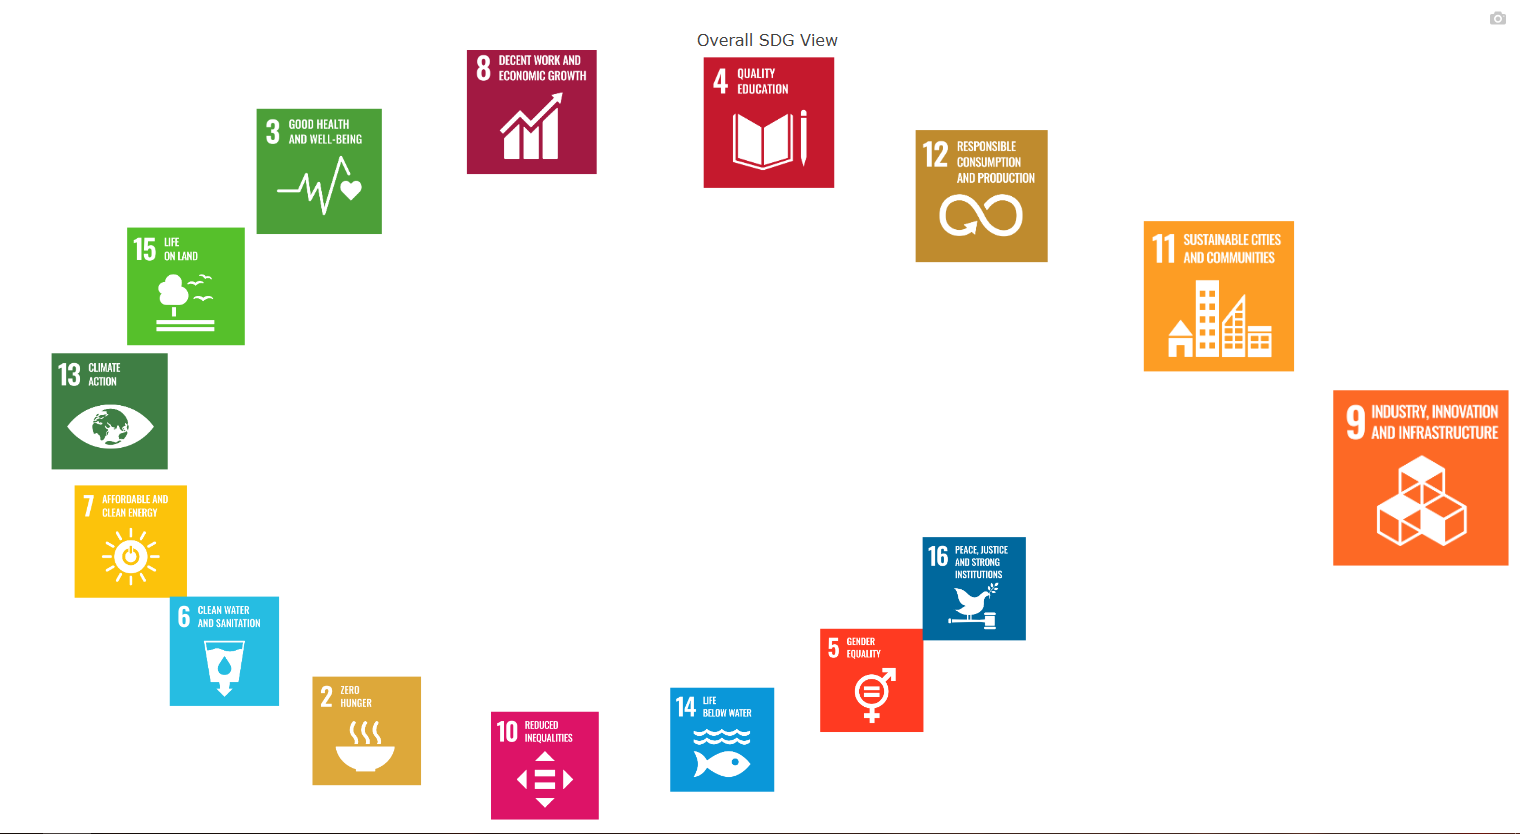 Overall SDG View
8 DECENT WORK AND
ECONOMIC GROWTH
4 QUALITY
EDUCATION
3 GOOD HEALTH
AND WELL-BEING
12 RESPONSIBLE
CONSUMPTION
AND PRODUCTION
15 LIFE
ON LAND
11 SUSTAINABLE CITIES
AND COMMUNITIES
13 CLIMATE
ACTION
9 INDUSTRY, INNOVATION
AND INFRASTRUCTURE
7 AFFORDABLE AND
CLEAN ENERGY
16 PEACE, JUSTICE
AND STRONG
INSTITUTIONS
6 CLEAN WATER
AND SANITATION
5 GENDER
EQUALITY
2 ZERO
HUNGER
14 LIFE
BELOW WATER
10 REDUCED
INEQUALITIES